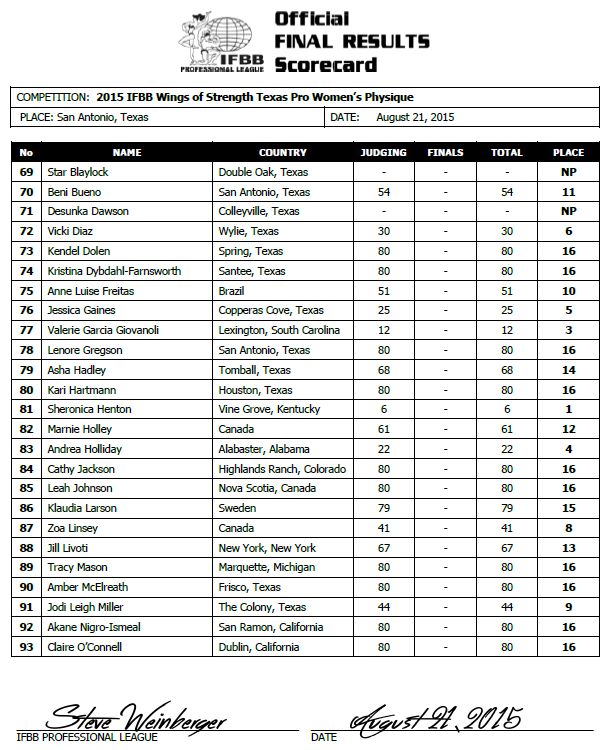 Official
FINAL RESULTS
Scorecard
IFBB
PROFESSIONAL LEAGUE
COMPETITION: 2015 IFBB Wings of Strength Texas Pro Women's Physique
PLACE: San Antonio, Texas DATE: August 21, 2015
No NAME COUNTRY JUDGING FINALS TOTAL PLACE
69 Star Blaylock Double Oak, Texas - - - NP
70 Beni Bueno San Antonio, Texas 54 - 54 11
71 Desunka Dawson Colleyville, Texas - - - NP
72 Vicki Diaz Wylie, Texas 30 - 30 6
73 Kendel Dolen Spring, Texas 80 - 80 16
74 Kristina Dybdahl-Farnsworth Santee, Texas 80 - 80 16
75 Anne Luise Freitas Brazil 51 - 51 10
76 Jessica Gaines Copperas Cove, Texas 25 - 25 5
77 Valerie Garcia Giovanoli Lexington, South Carolina 12 - 12 3
78 Lenore Gregson San Antonio, Texas 80 - 80 16
79 Asha Hadley Tomball, Texas 68 - 68 14
80 Kari Hartmann Houston, Texas 80 - 80 16
81 Sheronica Henton Vine Grove, Kentucky 6 - 6 1
82 Marnie Holley Canada 61 - 61 12
83 Andrea Holliday Alabaster, Alabama 22 - 22 4
84 Cathy Jackson Highlands Ranch, Colorado 80 - 80 16
85 Leah Johnson Nova Scotia, Canada 80 - 80 16
86 Klaudia Larson Sweden 79 - 79 15
87 Zoa Linsey Canada 41 - 41 8
88 Jill Livoti New York, New York 67 - 67 13
89 Tracy Mason Marquette, Michigan 80 - 80 16
90 Amber McElreath Frisco, Texas 80 - 80 16
91 Jodi Leigh Miller The Colony, Texas 44 - 44 9
92 Akane Nigro-Ismeal San Ramon, California 80 - 80 16
93 Claire O'Connell Dublin, California 80 - 80 16
Steve Weinberger August 21, 2015
IFBB PROFESSIONAL LEAGUE DATE